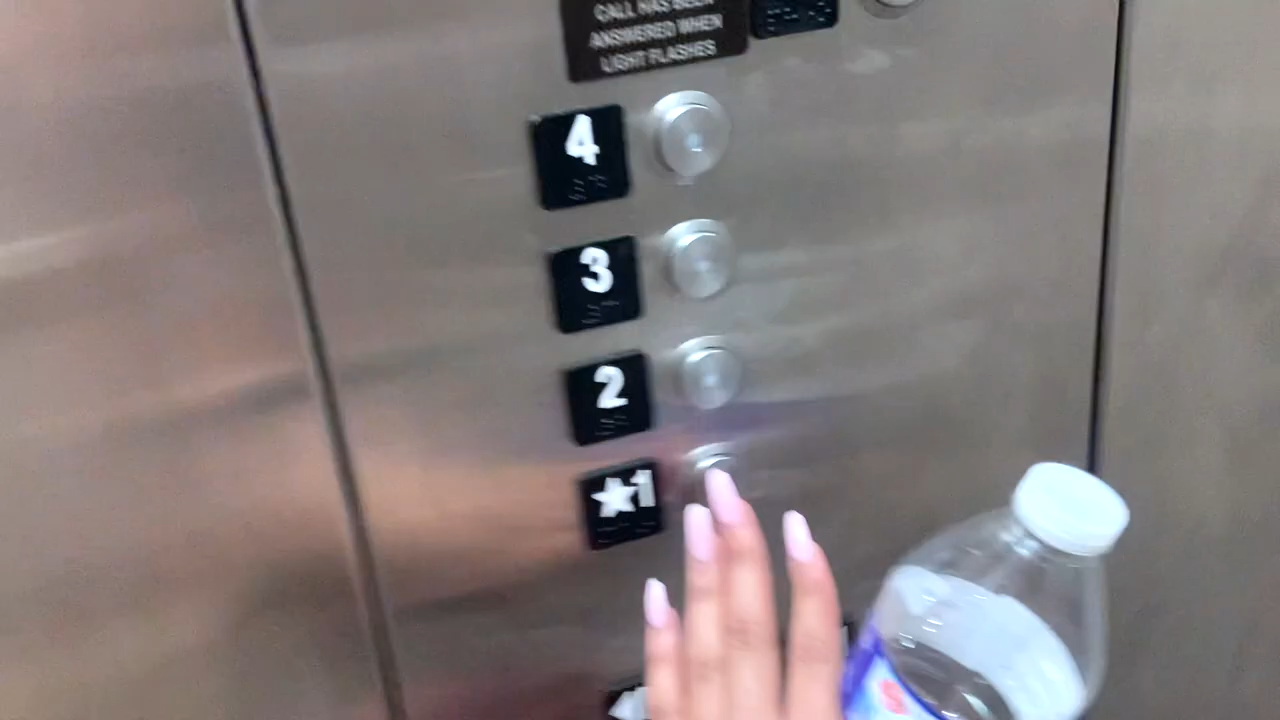 CALL HAS BEEN
ANSWERED WHEN
LIGHT FLASHES
4
3
2
★1